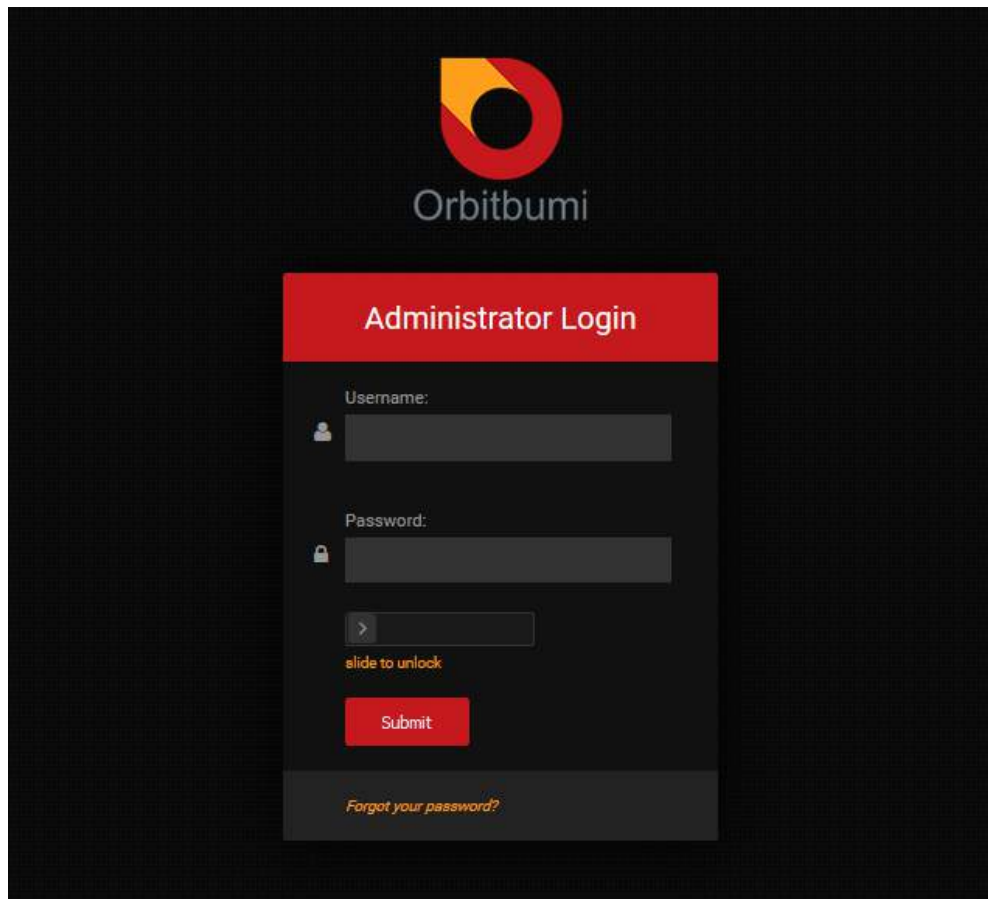 Orbitbumi
Administrator Login
Username:
Password:
slide to unlock
Submit
Forgot your password?